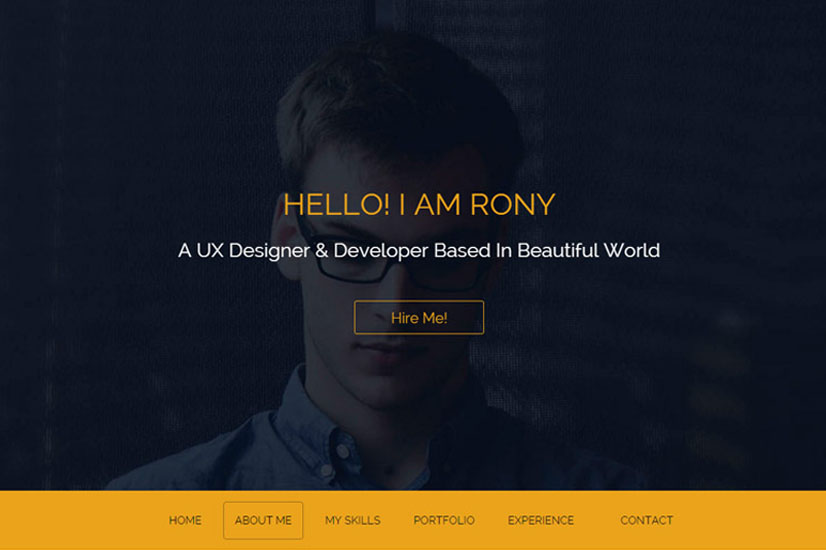 HELLO! I AM RONY
A UX Designer & Developer Based In Beautiful World
Hire Me!
HOME ABOUT ME MY SKILLS PORTFOLIO EXPERIENCE CONTACT